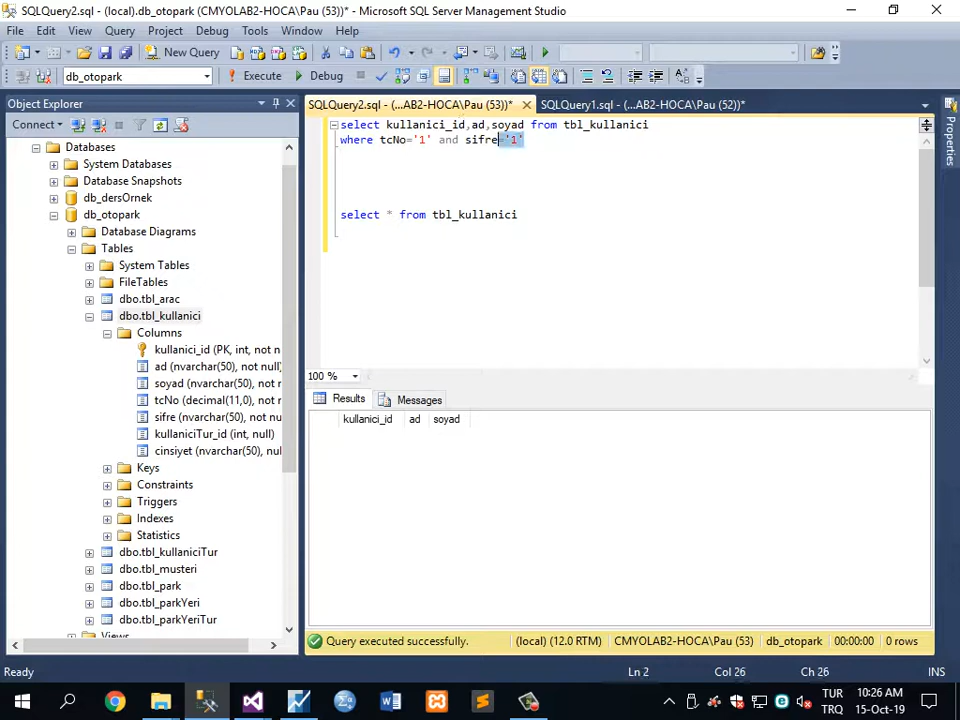 SQLQuery2.sql - (local).db_otopark (CMYOLAB2-HOCA\Pau (53))* - Microsoft SQL Server Management Studio
File Edit View Query Project Debug Tools Window Help
New Query
db_otopark Execute Debug
Object Explorer
SQLQuery2.sql - (...AB2-HOCA\Pau (53))* SQLQuery1.sql - (...AB2-HOCA\Pau (52))*
Properties
Connect
Databases
System Databases
Database Snapshots
db_dersOrnek
db_otopark
Database Diagrams
Tables
System Tables
FileTables
dbo.tbl_arac
dbo.tbl_kullanici
Columns
kullanici_id (PK, int, not n
ad (nvarchar(50), not null)
soyad (nvarchar(50), not n
tcNo (decimal(11,0), not n
sifre (nvarchar(50), not nu
kullaniciTur_id (int, null)
cinsiyet (nvarchar(50), nu
Keys
Constraints
Triggers
Indexes
Statistics
dbo.tbl_kullaniciTur
dbo.tbl_musteri
dbo.tbl_park
dbo.tbl_parkYeri
dbo.tbl_parkYeriTur
Views
select kullanici_id,ad,soyad from tbl_kullanici
where tcNo='1' and sifre='1'
select * from tbl_kullanici
100 %
Results Messages
kullanici_id ad soyad
Query executed successfully. (local) (12.0 RTM) CMYOLAB2-HOCA\Pau (53) db_otopark 00:00:00 0 rows
Ready Ln 2 Col 26 Ch 26 INS
TUR 10:26 AM
TRQ 15-Oct-19